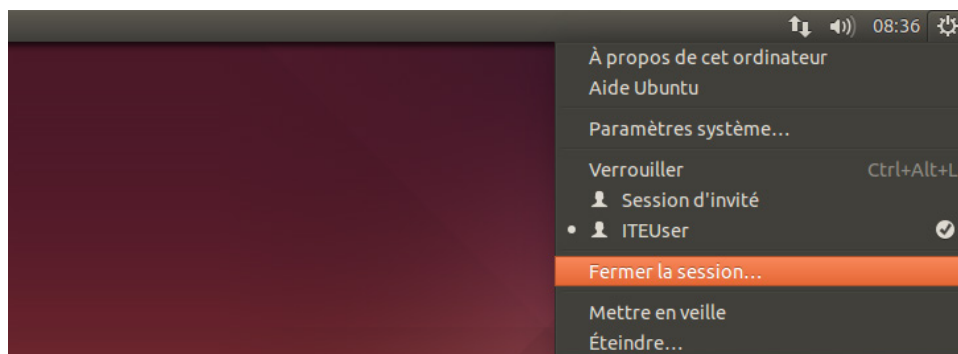 08:36
À propos de cet ordinateur
Aide Ubuntu
Paramètres système...
Verrouiller Ctrl+Alt+L
Session d'invité
ITEUser
Fermer la session...
Mettre en veille
Éteindre...